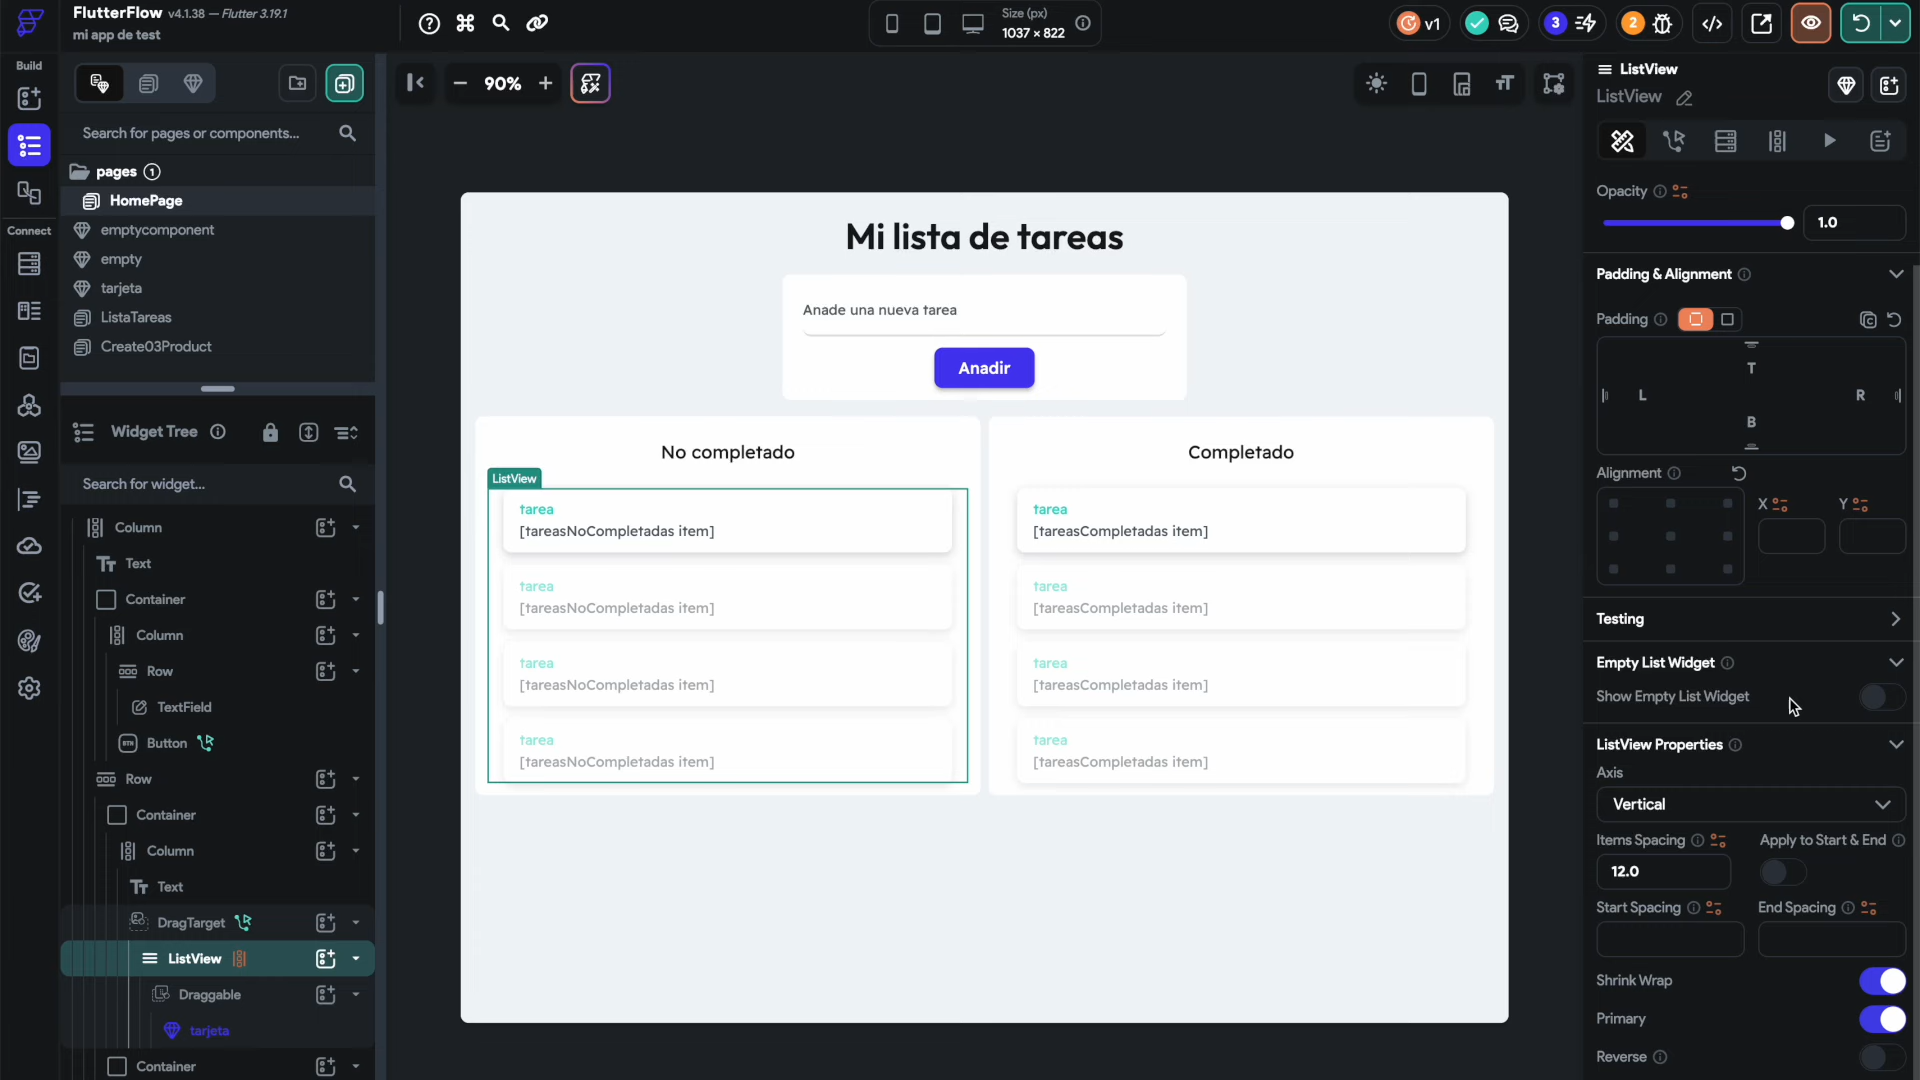 FlutterFlow v4.1.38 — Flutter 3.19.1
mi app de test
Size (px)
1037 × 822
v1
3
2
Build
Connect
Search for pages or components...
pages 1
HomePage
emptycomponent
empty
tarjeta
ListaTareas
Create03Product
Widget Tree
Search for widget...
Column
Text
Container
Column
Row
TextField
BTN Button
Row
Container
Column
Text
DragTarget
ListView
Draggable
tarjeta
Container
90%
Mi lista de tareas
Anade una nueva tarea
Anadir
No completado
ListView
tarea
[tareasNoCompletadas item]
tarea
[tareasNoCompletadas item]
tarea
[tareasNoCompletadas item]
tarea
[tareasNoCompletadas item]
Completado
tarea
[tareasCompletadas item]
tarea
[tareasCompletadas item]
tarea
[tareasCompletadas item]
tarea
[tareasCompletadas item]
ListView
ListView
Opacity
1.0
Padding & Alignment
Padding
T
L R
B
Alignment
X Y
Testing
Empty List Widget
Show Empty List Widget
ListView Properties
Axis
Vertical
Items Spacing Apply to Start & End
12.0
Start Spacing End Spacing
Shrink Wrap
Primary
Reverse